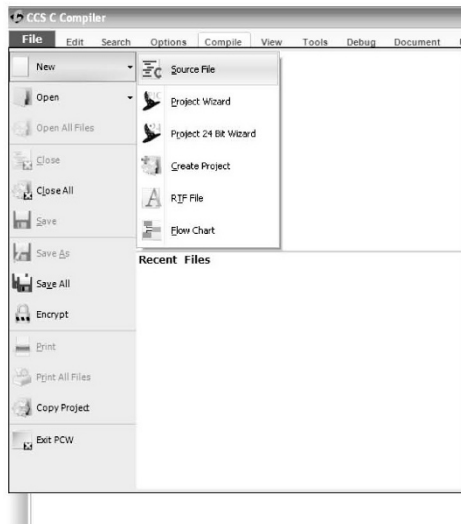 CCS C Compiler
File Edit Search Options Compile View Tools Debug Document
New
Open
Open All Files
Close
Close All
Save
Save As
Save All
Encrypt
Print
Print All Files
Copy Project
Exit PCW
Source File
Project Wizard
Project 24 Bit Wizard
Create Project
RTF File
Flow Chart
Recent Files